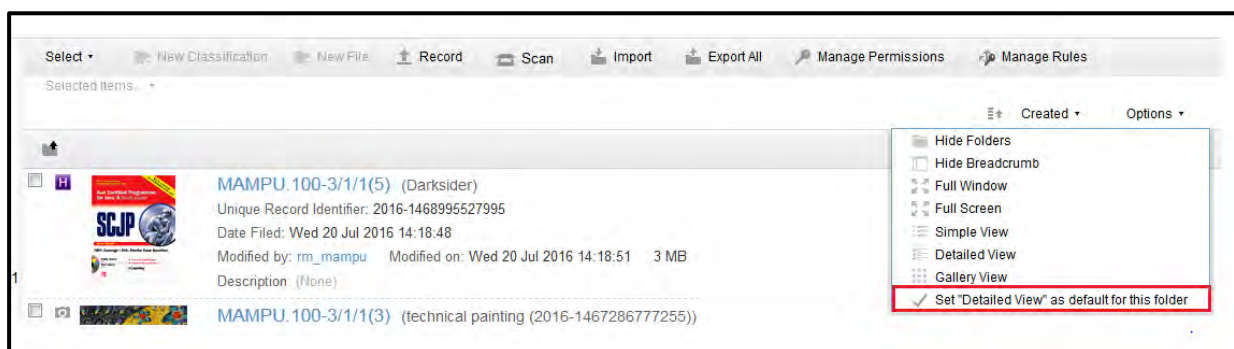 Select
New Classification
New File
Record
Scan
Import
Export All
Manage Permissions
Manage Rules
Selected Items...
Created
Options
Hide Folders
Hide Breadcrumb
Full Window
Full Screen
Simple View
Detailed View
Gallery View
Set "Detailed View" as default for this folder
H
SCJP
MAMPU.100-3/1/1(5) (Darksider)
Unique Record Identifier: 2016-1468995527995
Date Filed: Wed 20 Jul 2016 14:18:48
Modified by: rm_mampu Modified on: Wed 20 Jul 2016 14:18:51 3 MB
Description: (None)
1
MAMPU.100-3/1/1(3) (technical painting (2016-1467286777255))